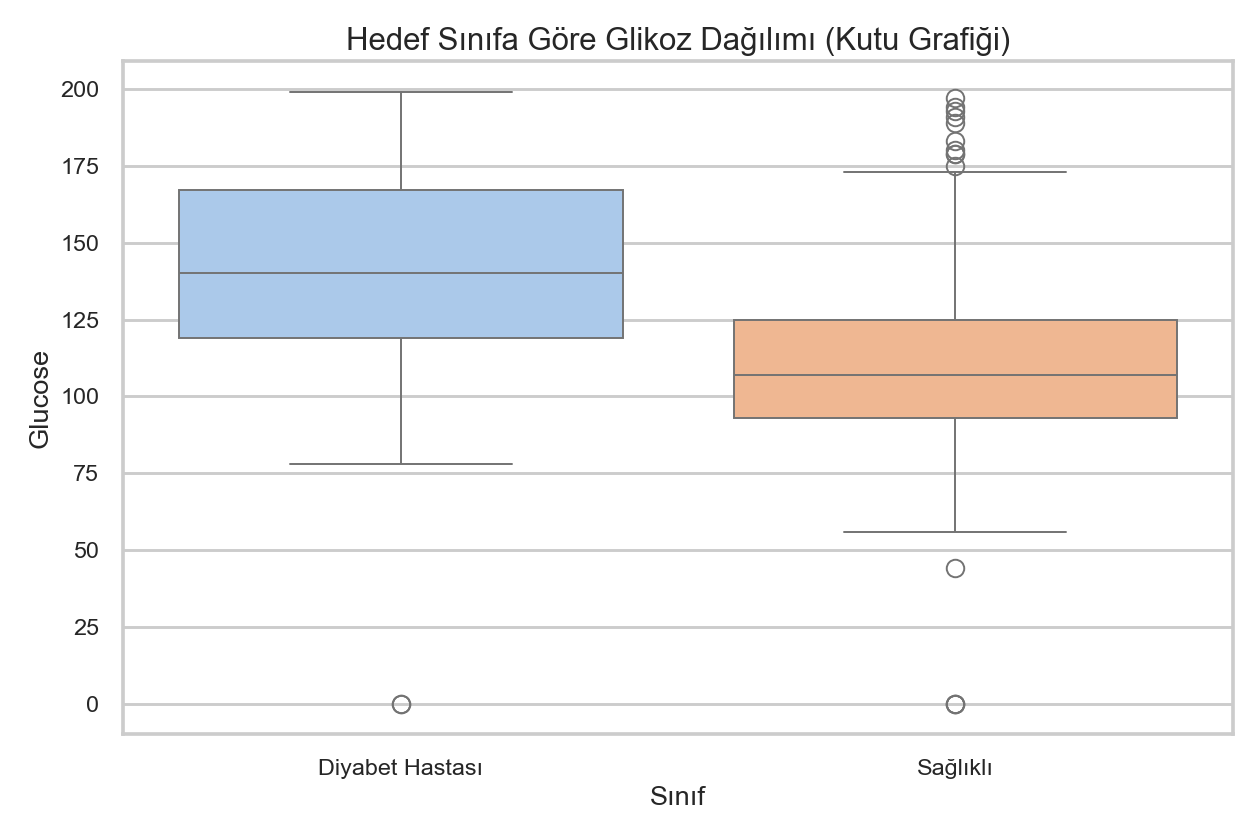 Hedef Sınıfa Göre Glikoz Dağılımı (Kutu Grafiği)
200
175
150
125
100
75
50
25
0
Glucose
Diyabet Hastası
Sağlıklı
Sınıf